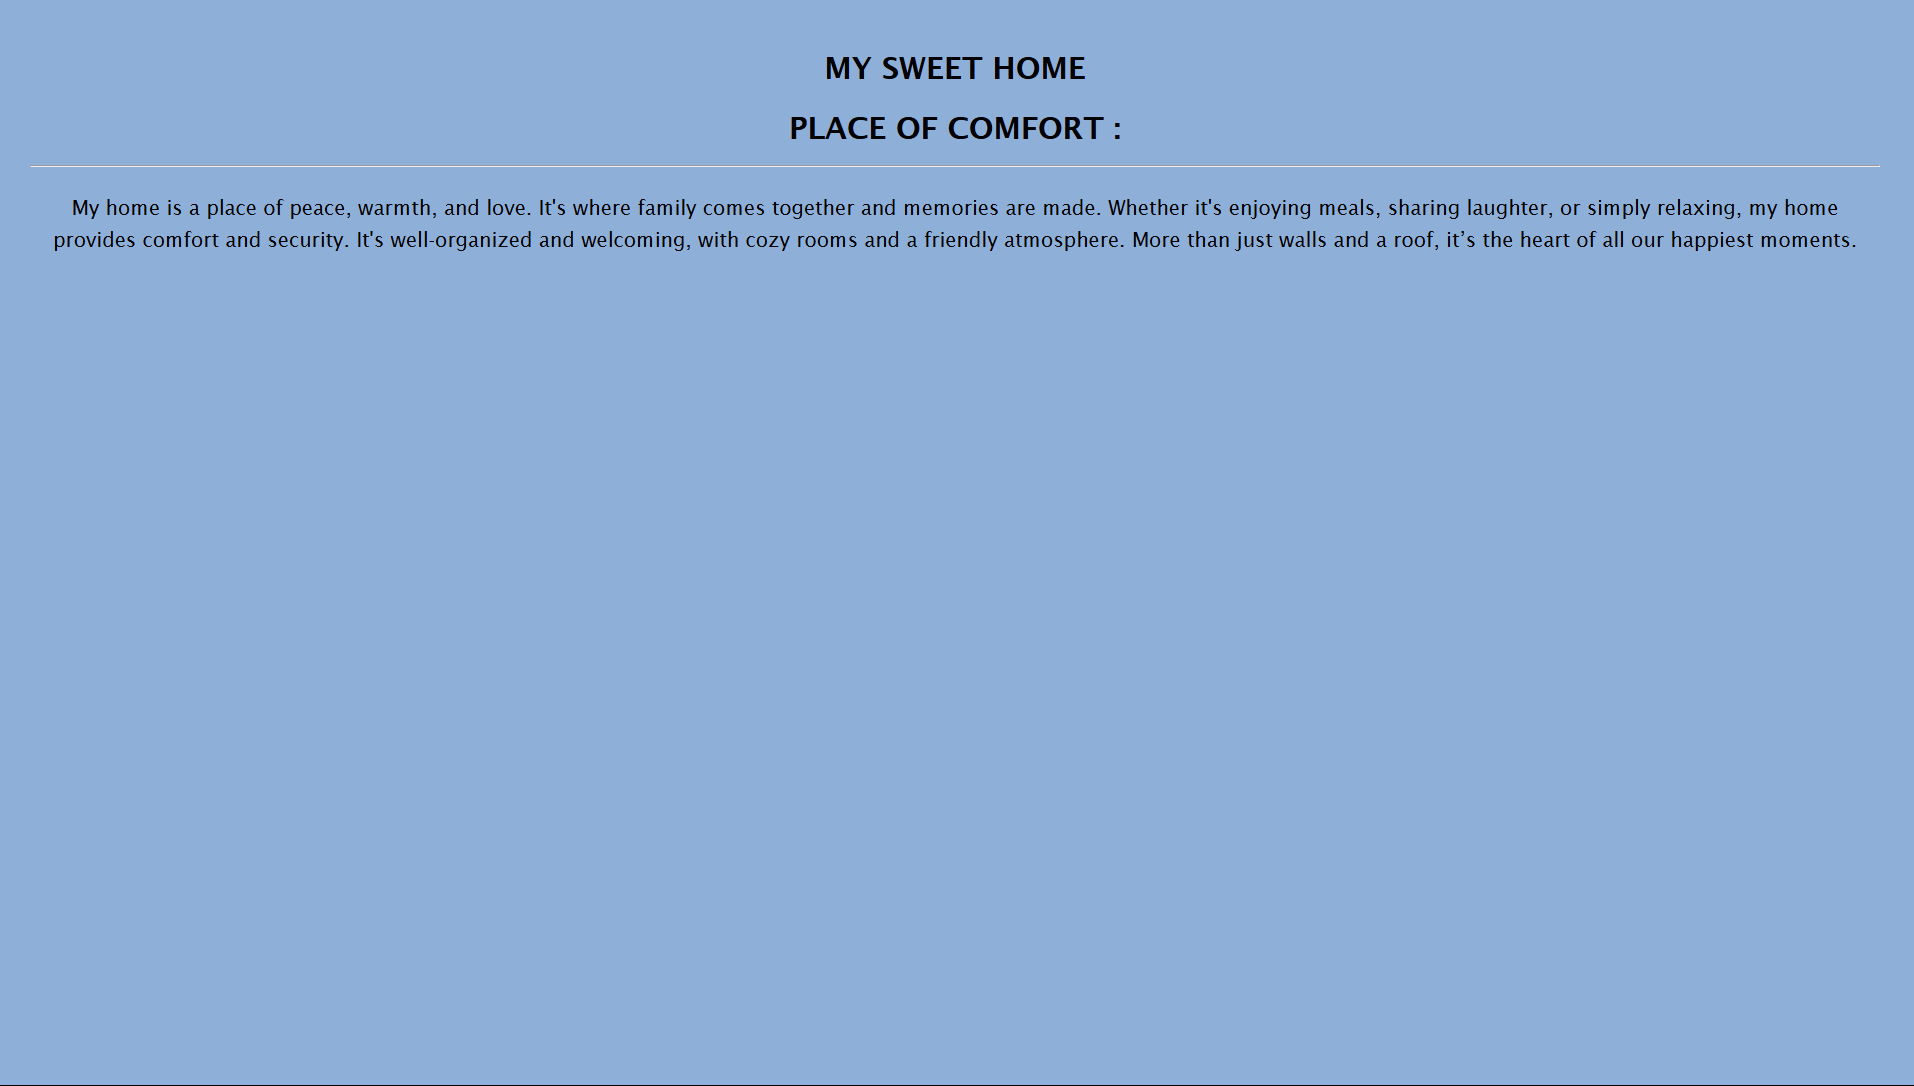 MY SWEET HOME
PLACE OF COMFORT :
My home is a place of peace, warmth, and love. It's where family comes together and memories are made. Whether it's enjoying meals, sharing laughter, or simply relaxing, my home
provides comfort and security. It's well-organized and welcoming, with cozy rooms and a friendly atmosphere. More than just walls and a roof, it’s the heart of all our happiest moments.